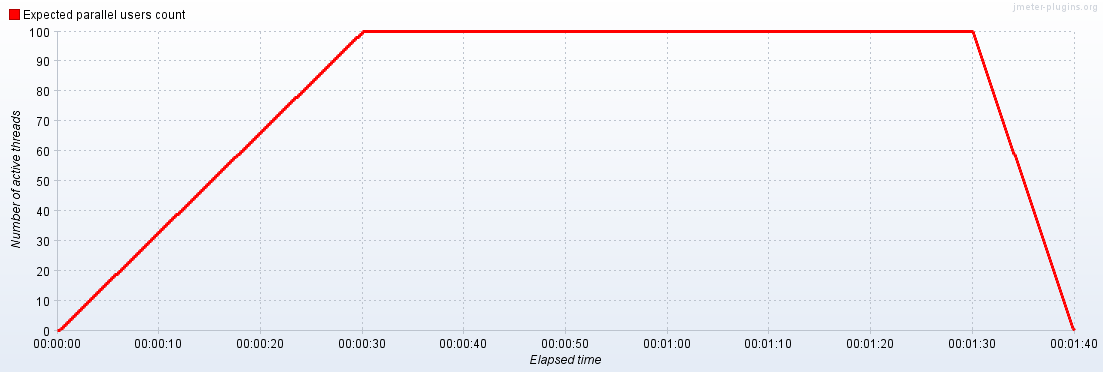 jmeter-plugins.org
Expected parallel users count
100
90
80
70
60
50
40
30
20
10
0
Number of active threads
00:00:00 00:00:10 00:00:20 00:00:30 00:00:40 00:00:50 00:01:00 00:01:10 00:01:20 00:01:30 00:01:40
Elapsed time